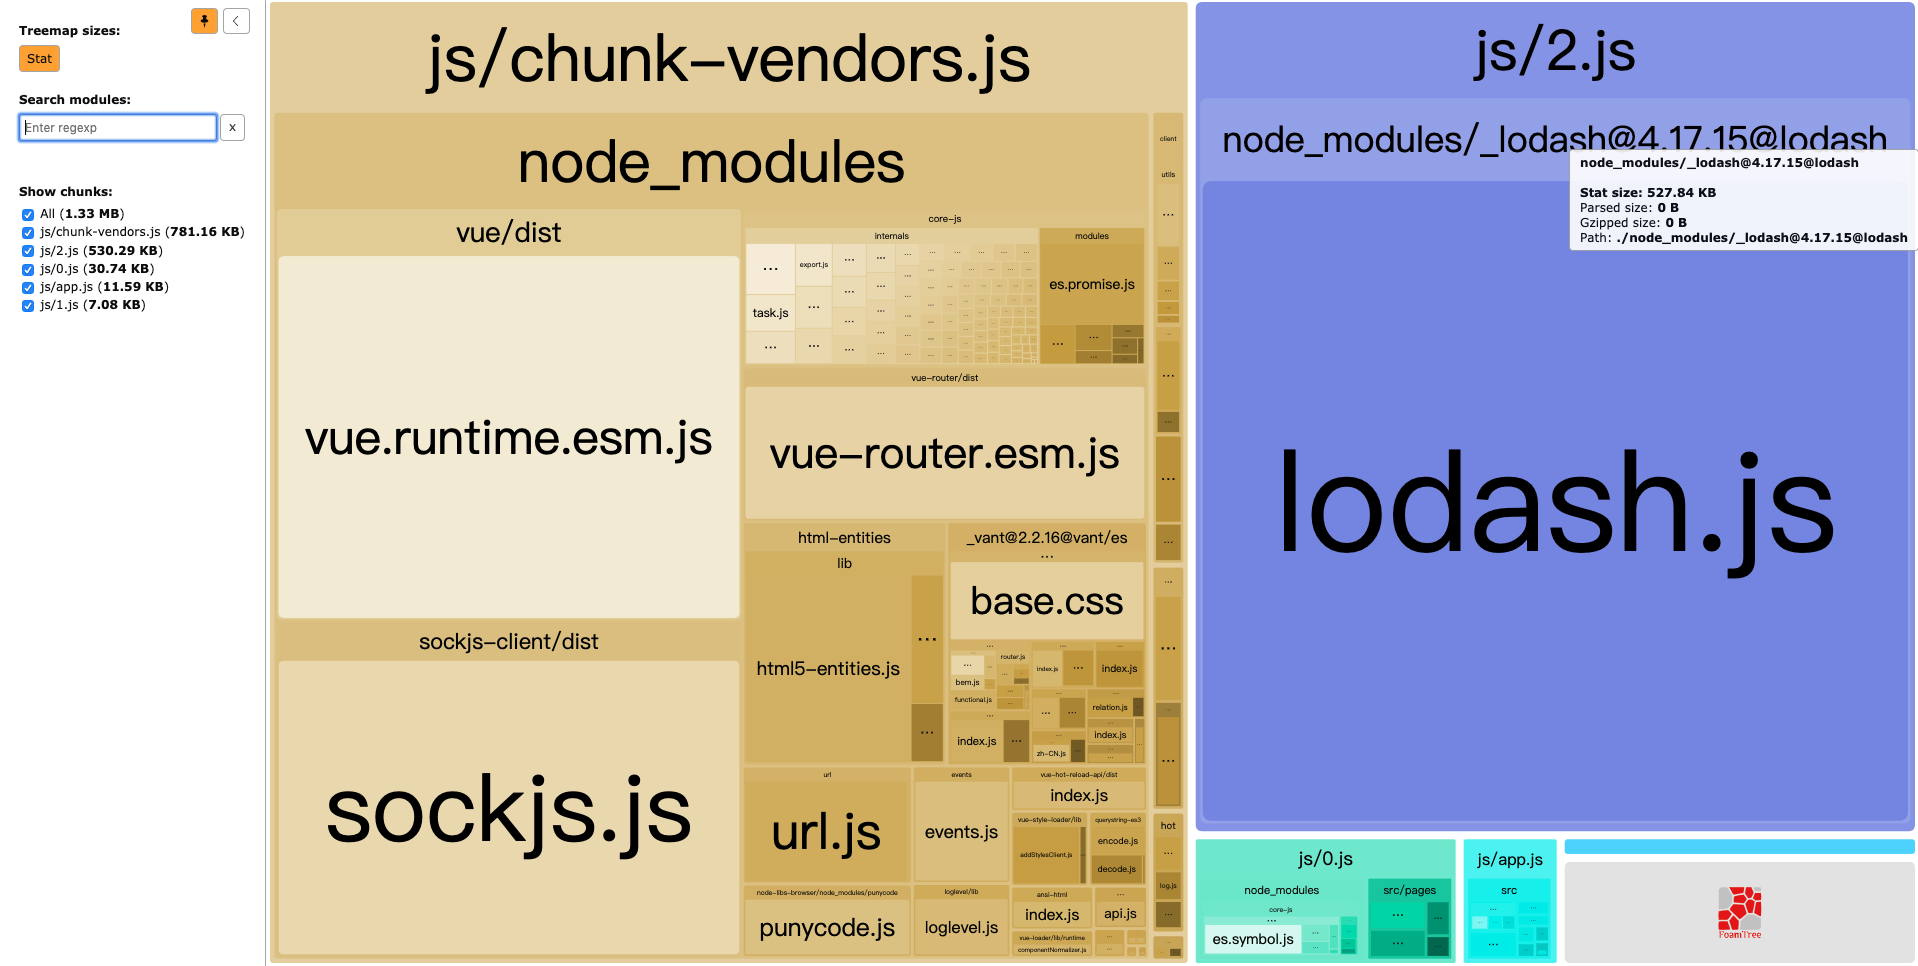 Treemap sizes:
Stat
Search modules:
Enter regexp
x
Show chunks:
All (1.33 MB)
js/chunk-vendors.js (781.16 KB)
js/2.js (530.29 KB)
js/0.js (30.74 KB)
js/app.js (11.59 KB)
js/1.js (7.08 KB)
js/chunk-vendors.js
node_modules
vue/dist
vue.runtime.esm.js
sockjs-client/dist
sockjs.js
core-js
internals
...
export.js
task.js
modules
es.promise.js
vue-router/dist
vue-router.esm.js
html-entities
lib
html5-entities.js
_vant@2.2.16@vant/es
...
base.css
router.js
bem.js
functional.js
index.js
index.js
index.js
relation.js
index.js
zh-CN.js
url
url.js
events
events.js
vue-hot-reload-api/dist
index.js
vue-style-loader/lib
addStylesClient.js
querystring-es3
encode.js
decode.js
node-libs-browser/node_modules/punycode
punycode.js
loglevel/lib
loglevel.js
ansi-html
index.js
...
api.js
vue-loader/lib/runtime
componentNormalizer.js
client
utils
hot
log.js
js/2.js
node_modules/_lodash@4.17.15@lodash
lodash.js
node_modules/_lodash@4.17.15@lodash
Stat size: 527.84 KB
Parsed size: 0 B
Gzipped size: 0 B
Path: ./node_modules/_lodash@4.17.15@lodash
js/0.js
node_modules
core-js
...
es.symbol.js
src/pages
js/app.js
src
FoamTree